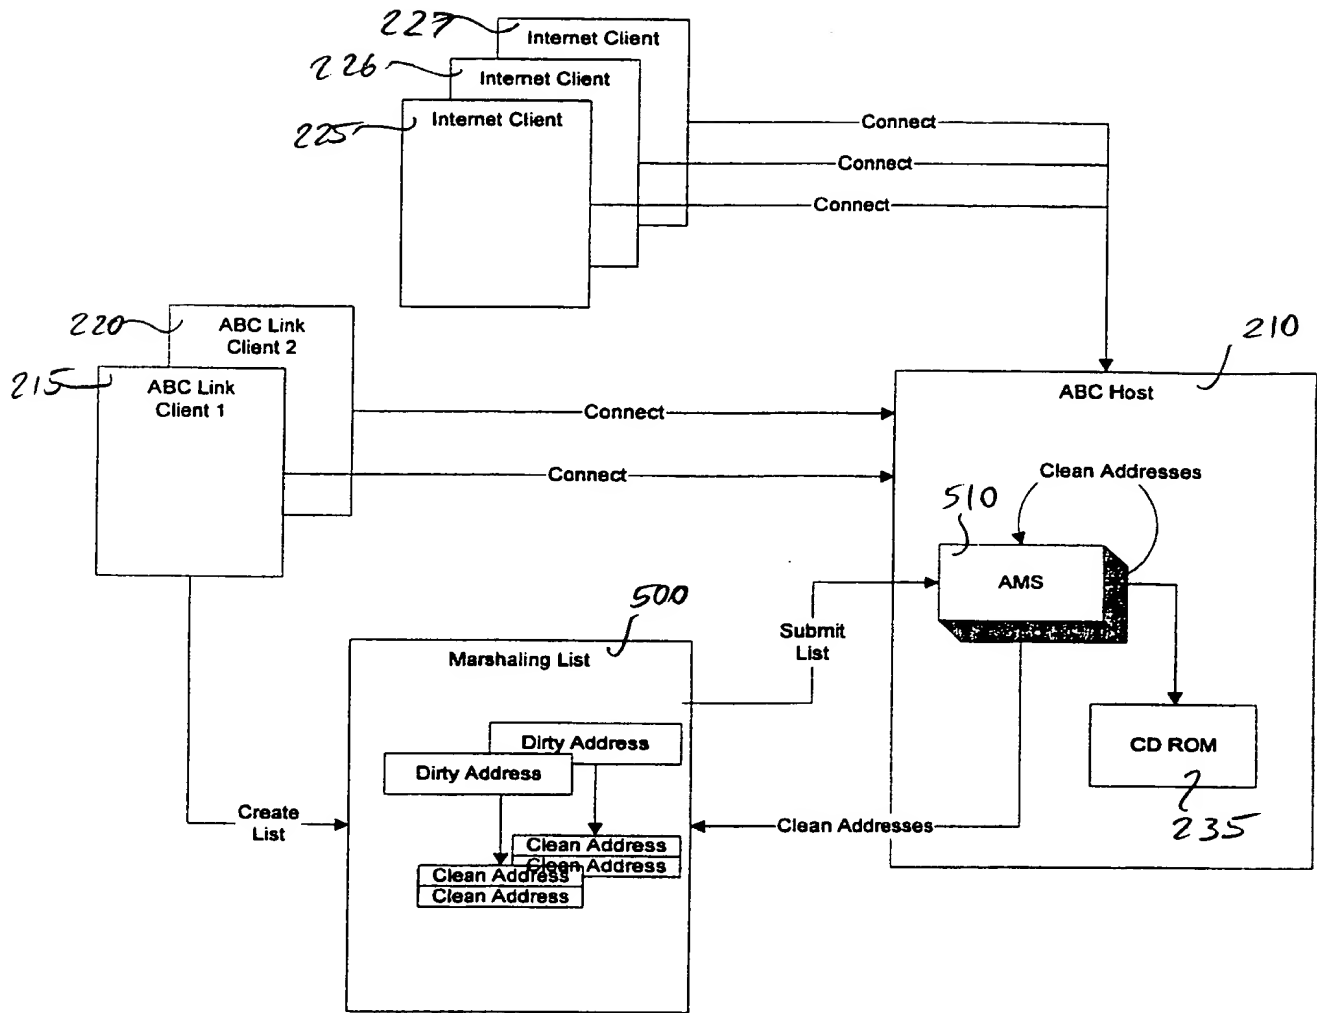 227
Internet Client
226
Internet Client
225
Internet Client
Connect
Connect
Connect
220
ABC Link
Client 2
215
ABC Link
Client 1
210
ABC Host
Connect
Connect
Clean Addresses
510
AMS
500
Submit
List
Marshaling List
Dirty Address
Dirty Address
CD ROM
235
Create
List
Clean Addresses
Clean Address
Clean Address
Clean Address
Clean Address